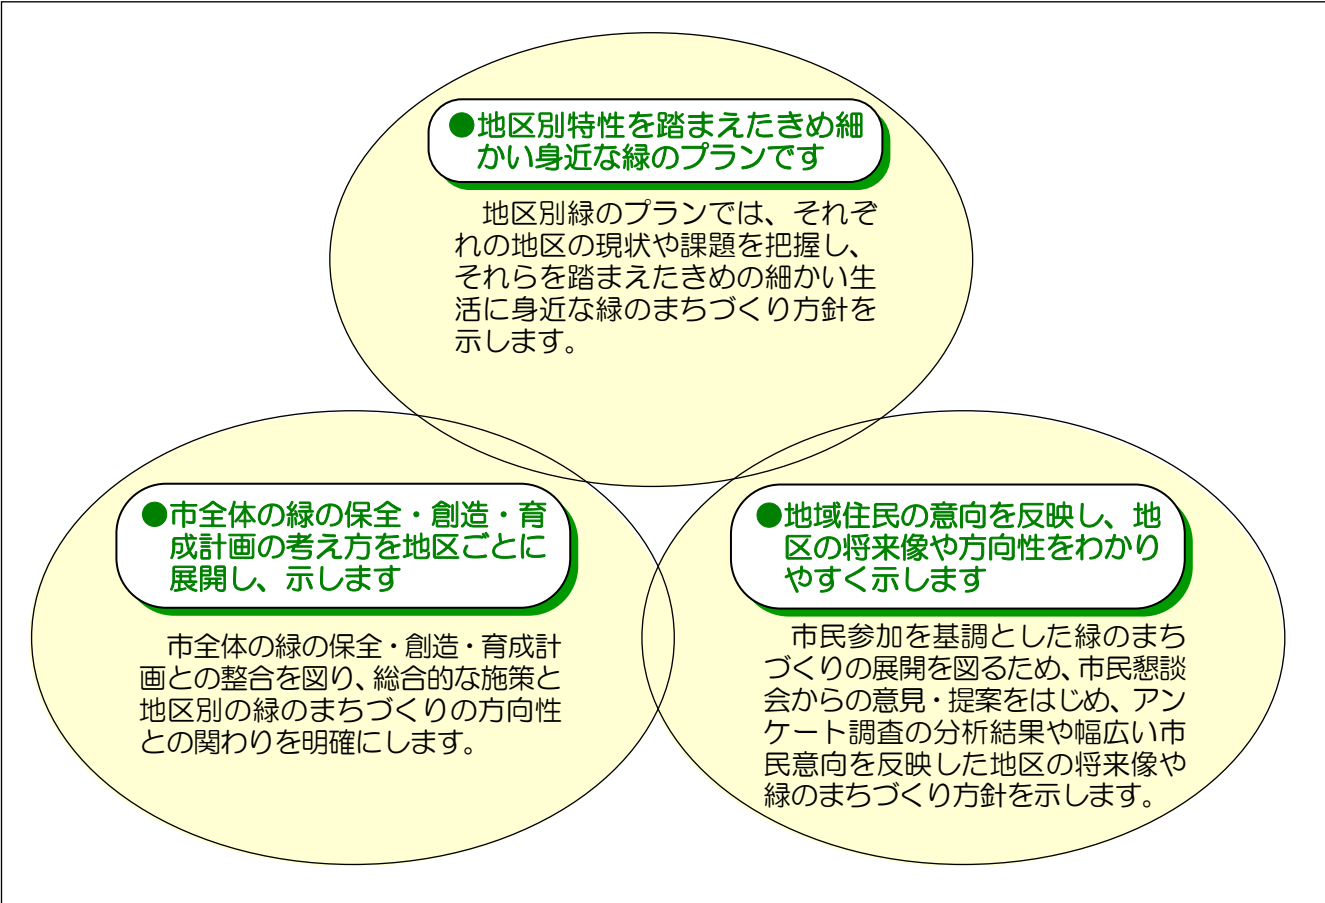 ●地区別特性を踏まえたきめ細
かい身近な緑のプランです
地区別緑のプランでは、それぞ
れの地区の現状や課題を把握し、
それらを踏まえたきめの細かい生
活に身近な緑のまちづくり方針を
示します。
●市全体の緑の保全・創造・育
成計画の考え方を地区ごとに
展開し、示します
市全体の緑の保全・創造・育成計
画との整合を図り、総合的な施策と
地区別の緑のまちづくりの方向性
との関わりを明確にします。
●地域住民の意向を反映し、地
区の将来像や方向性をわかり
やすく示します
市民参加を基調とした緑のまち
づくりの展開を図るため、市民懇談
会からの意見・提案をはじめ、アン
ケート調査の分析結果や幅広い市
民意向を反映した地区の将来像や
緑のまちづくり方針を示します。